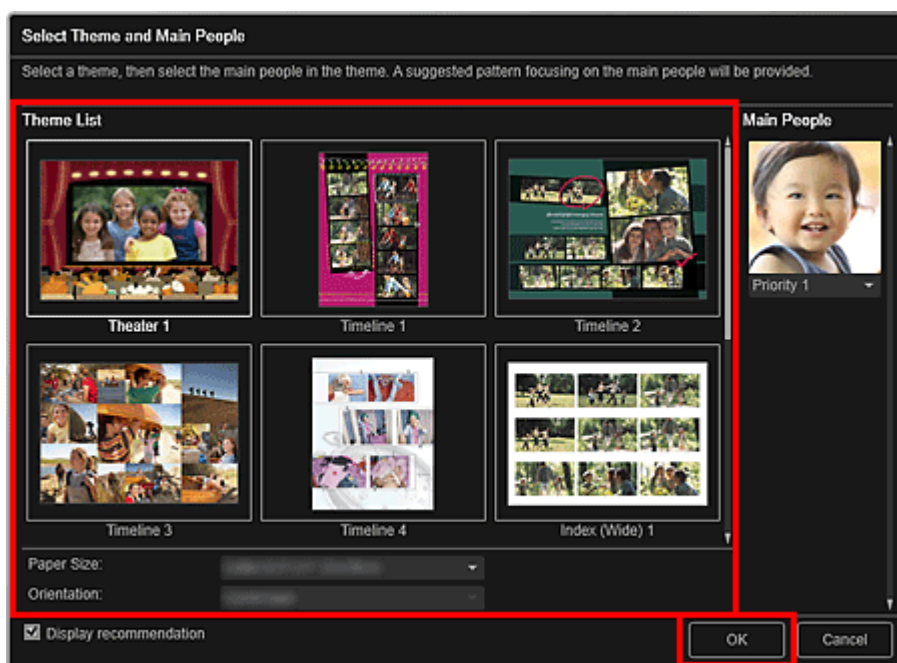 Select Theme and Main People
Select a theme, then select the main people in the theme. A suggested pattern focusing on the main people will be provided.
Theme List
Main People
Theater 1
Timeline 1
Timeline 2
Priority 1
Timeline 3
Timeline 4
Index (Wide) 1
Paper Size:
Orientation:
Display recommendation
OK
Cancel